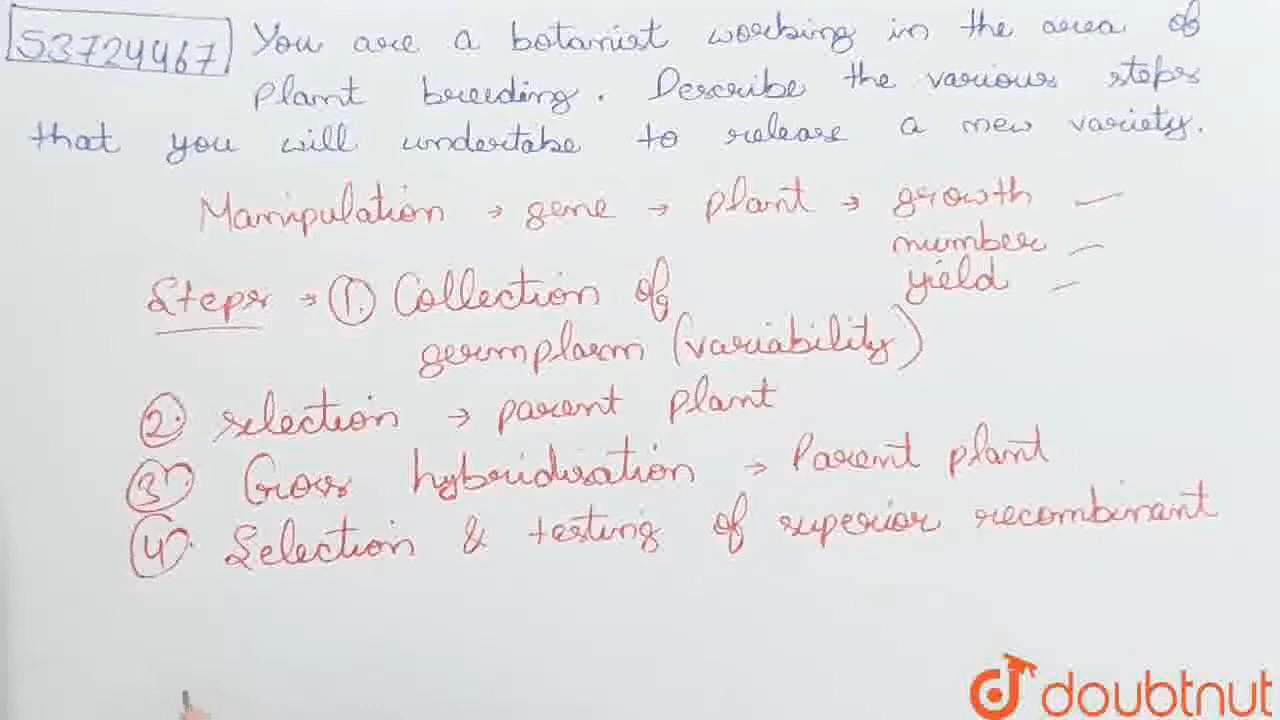 53724467 You are a botanist working in the area of
plant breeding. Describe the various steps
that you will undertake to release a new variety.
Manipulation → gene → plant → growth
number
Steps → 1. Collection of yield
germplasm (variability)
2. selection → parent plant
3. Cross hybridisation → Parent plant
4. Selection & testing of superior recombinant
doubtnut